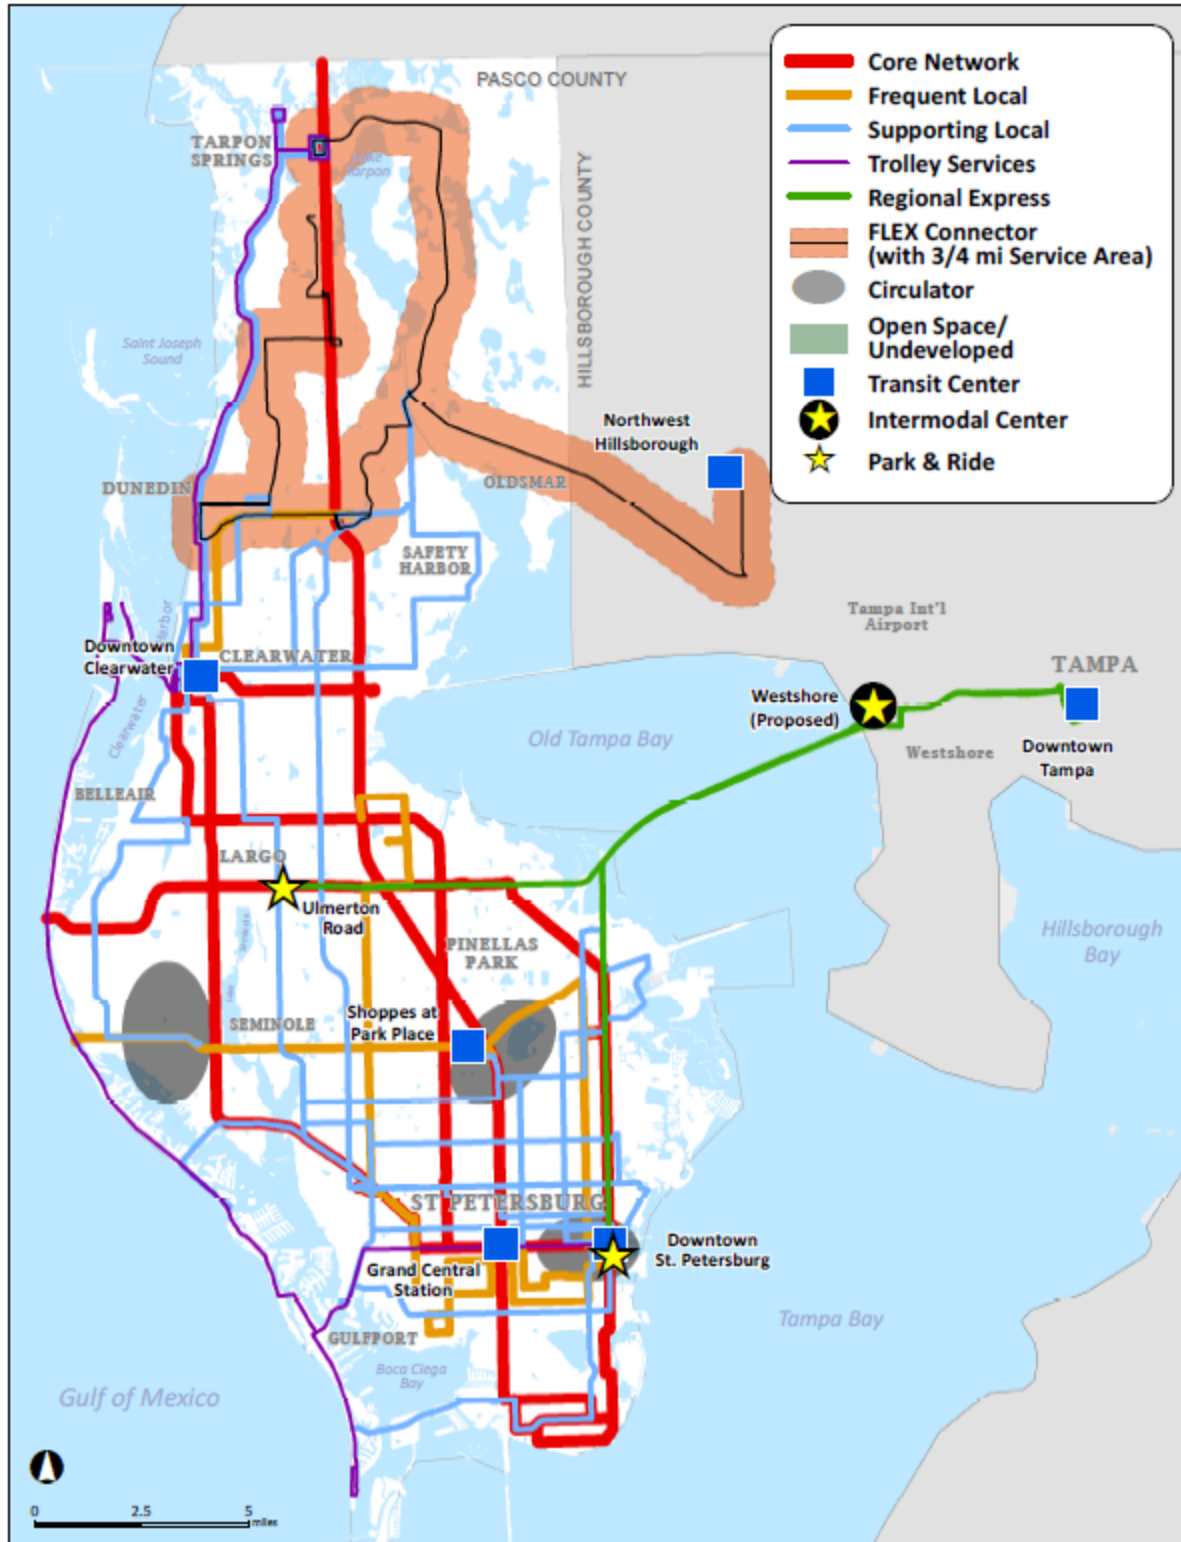 Core Network
Frequent Local
Supporting Local
Trolley Services
Regional Express
FLEX Connector
(with 3/4 mi Service Area)
Circulator
Open Space/
Undeveloped
Transit Center
Intermodal Center
Park & Ride
PASCO COUNTY
HILLSBOROUGH COUNTY
TARPON
SPRINGS
Lake
Tarpon
Saint Joseph
Sound
Northwest
Hillsborough
OLDSMAR
DUNEDIN
SAFETY
HARBOR
Tampa Int'l
Airport
Clearwater Harbor
Downtown
Clearwater
CLEARWATER
TAMPA
Westshore
(Proposed)
Old Tampa Bay
Westshore
Downtown
Tampa
BELLEAIR
LARGO
Ulmerton
Road
PINELLAS
PARK
Hillsborough
Bay
Shoppes at
Park Place
SEMINOLE
ST PETERSBURG
Downtown
St. Petersburg
Grand Central
Station
GULFPORT
Tampa Bay
Boca Ciega
Bay
Gulf of Mexico
0 2.5 5
miles